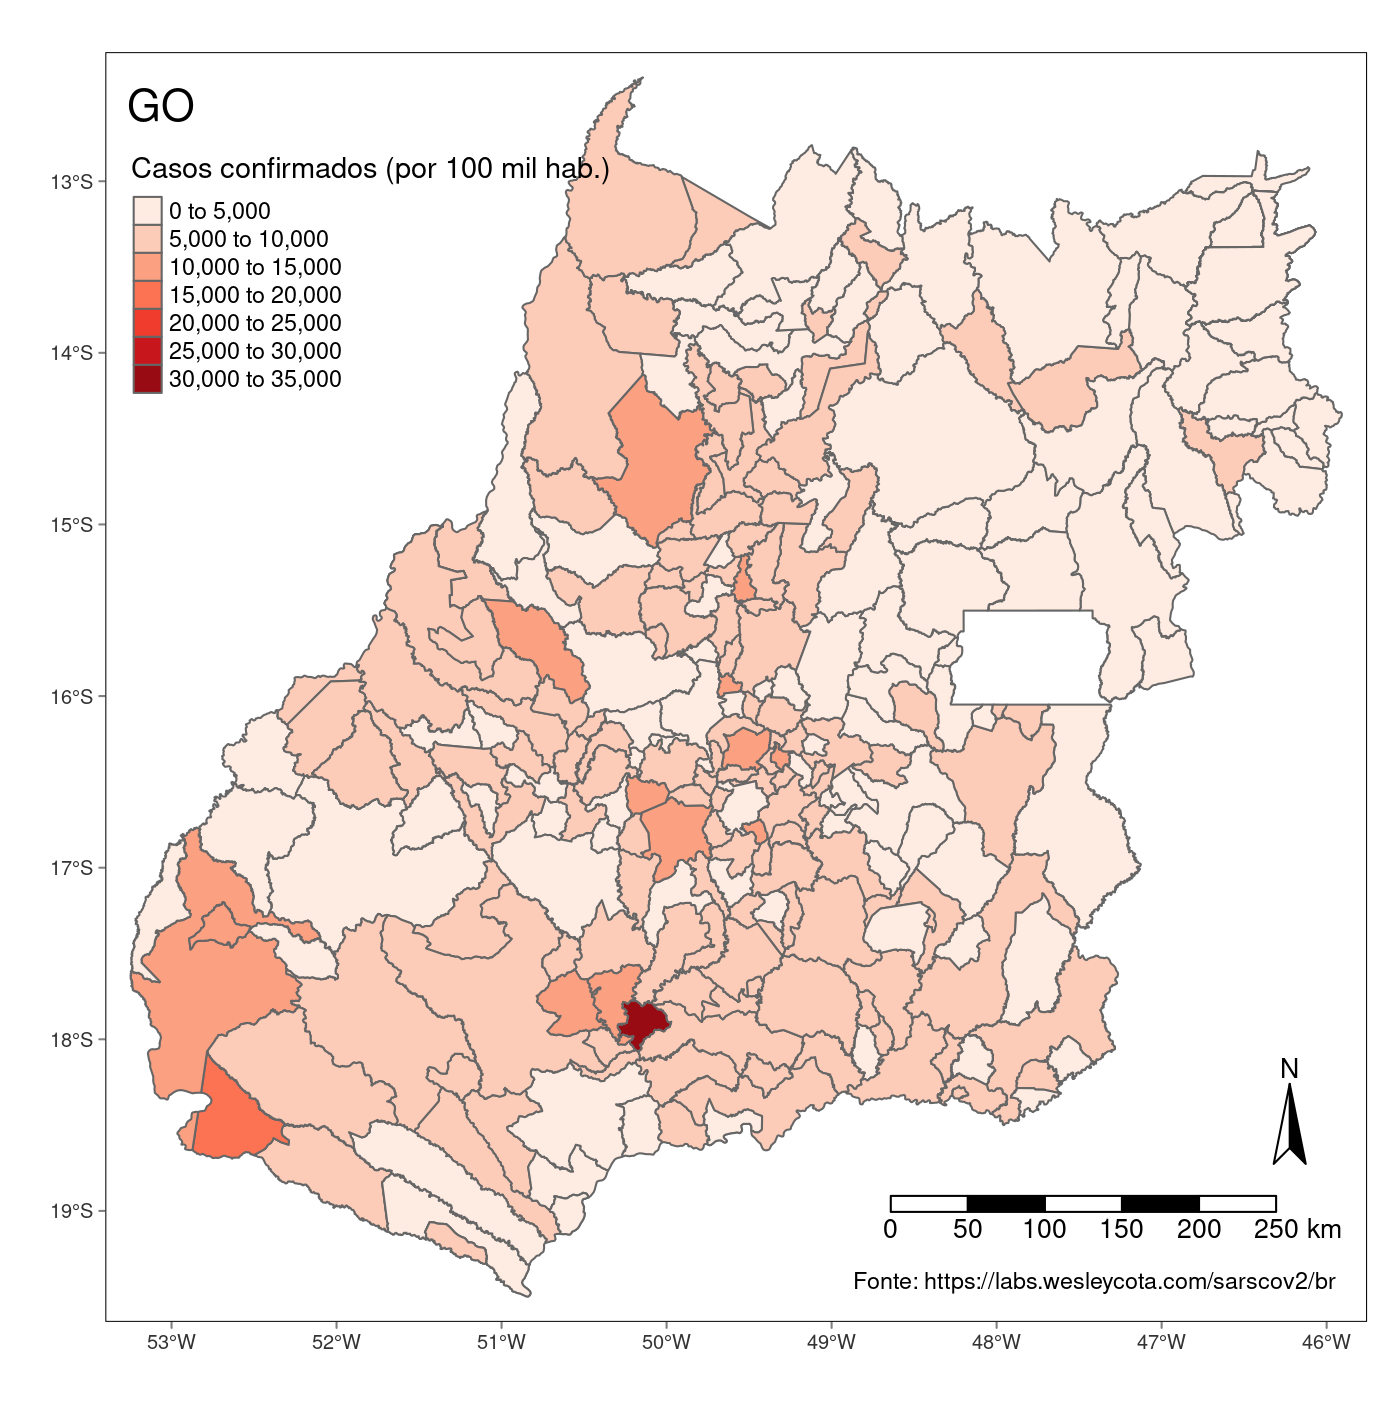 GO
Casos confirmados (por 100 mil hab.)
0 to 5,000
5,000 to 10,000
10,000 to 15,000
15,000 to 20,000
20,000 to 25,000
25,000 to 30,000
30,000 to 35,000
13°S
14°S
15°S
16°S
17°S
18°S
19°S
N
0 50 100 150 200 250 km
Fonte: https://labs.wesleycota.com/sarscov2/br
53°W 52°W 51°W 50°W 49°W 48°W 47°W 46°W